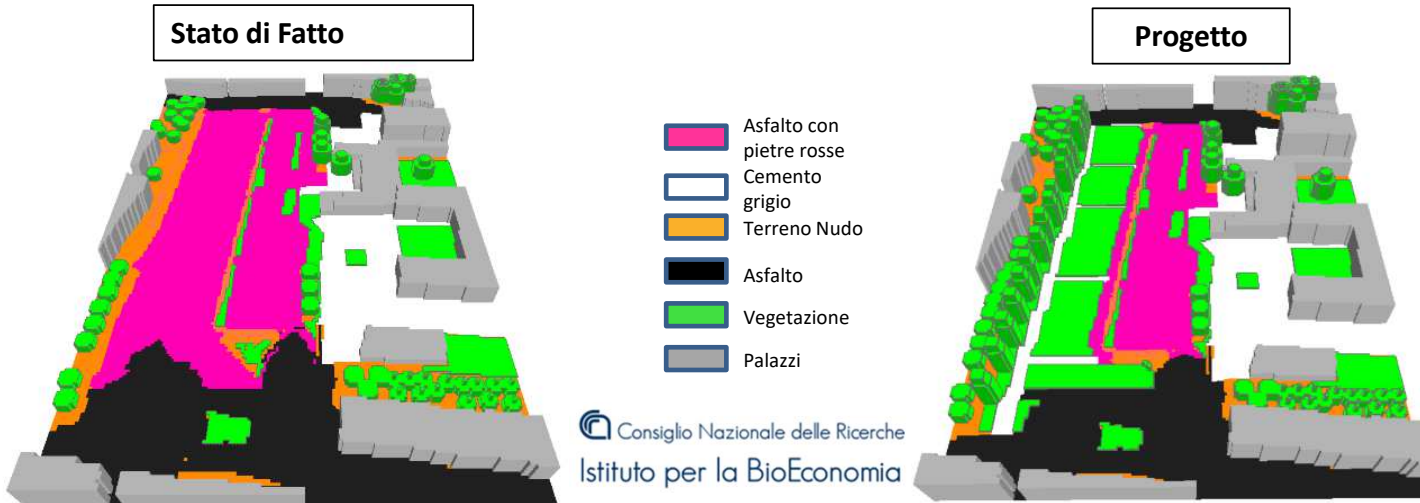 Stato di Fatto
Progetto
Asfalto con
pietre rosse
Cemento
grigio
Terreno Nudo
Asfalto
Vegetazione
Palazzi
Consiglio Nazionale delle Ricerche
Istituto per la BioEconomia